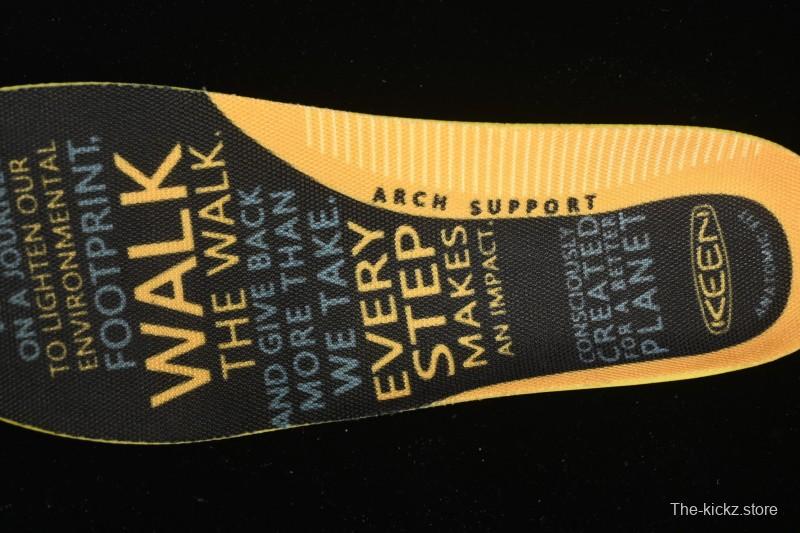 ON A JOURNE
TO LIGHTEN OUR
ENVIRONMENTAL
FOOTPRINT.
WALK
THE WALK.
AND GIVE BACK
MORE THAN
WE TAKE.
EVERY
STEP
MAKES
AN IMPACT.
ARCH SUPPORT
CONSCIOUSLY
CREATED
FOR A BETTER
PLANET
KEEN
The-kickz.store